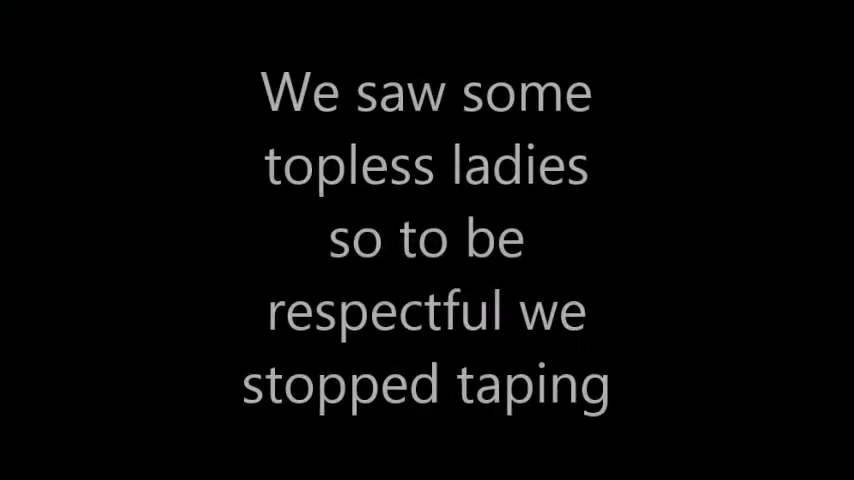 We saw some
topless ladies
so to be
respectful we
stopped taping